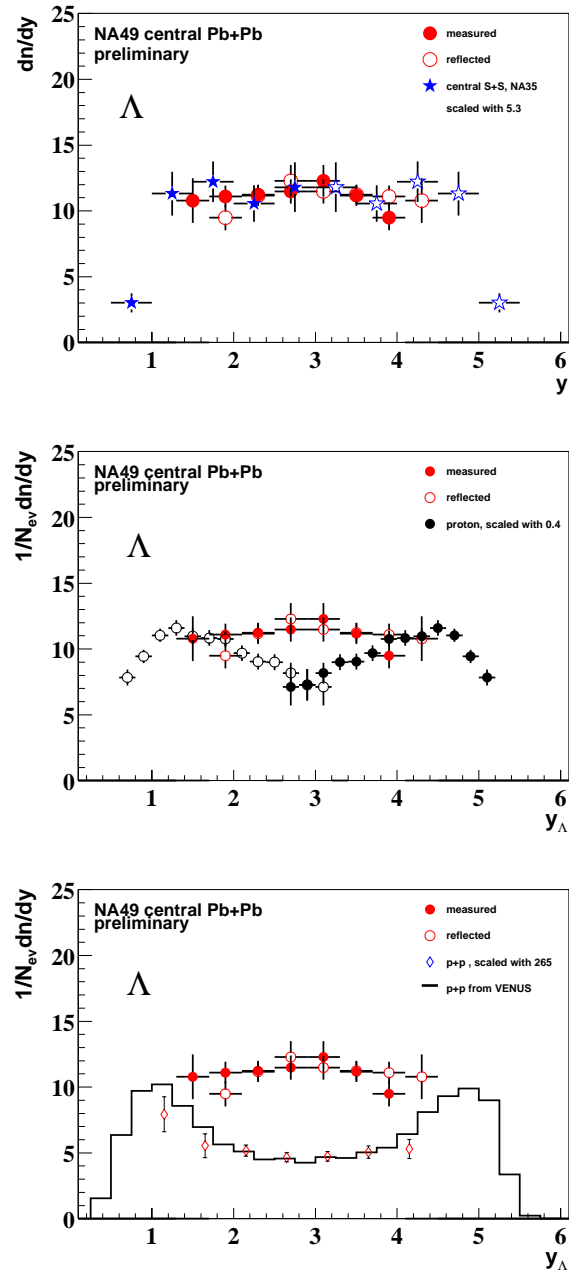 dn/dy
NA49 central Pb+Pb
preliminary
Λ
measured
reflected
central S+S, NA35
scaled with 5.3
25
20
15
10
5
0
1 2 3 4 5 6
y
1/N_ev dn/dy
NA49 central Pb+Pb
preliminary
Λ
measured
reflected
proton, scaled with 0.4
25
20
15
10
5
0
1 2 3 4 5 6
y_Λ
1/N_ev dn/dy
NA49 central Pb+Pb
preliminary
Λ
measured
reflected
p+p , scaled with 265
p+p from VENUS
25
20
15
10
5
0
1 2 3 4 5 6
y_Λ